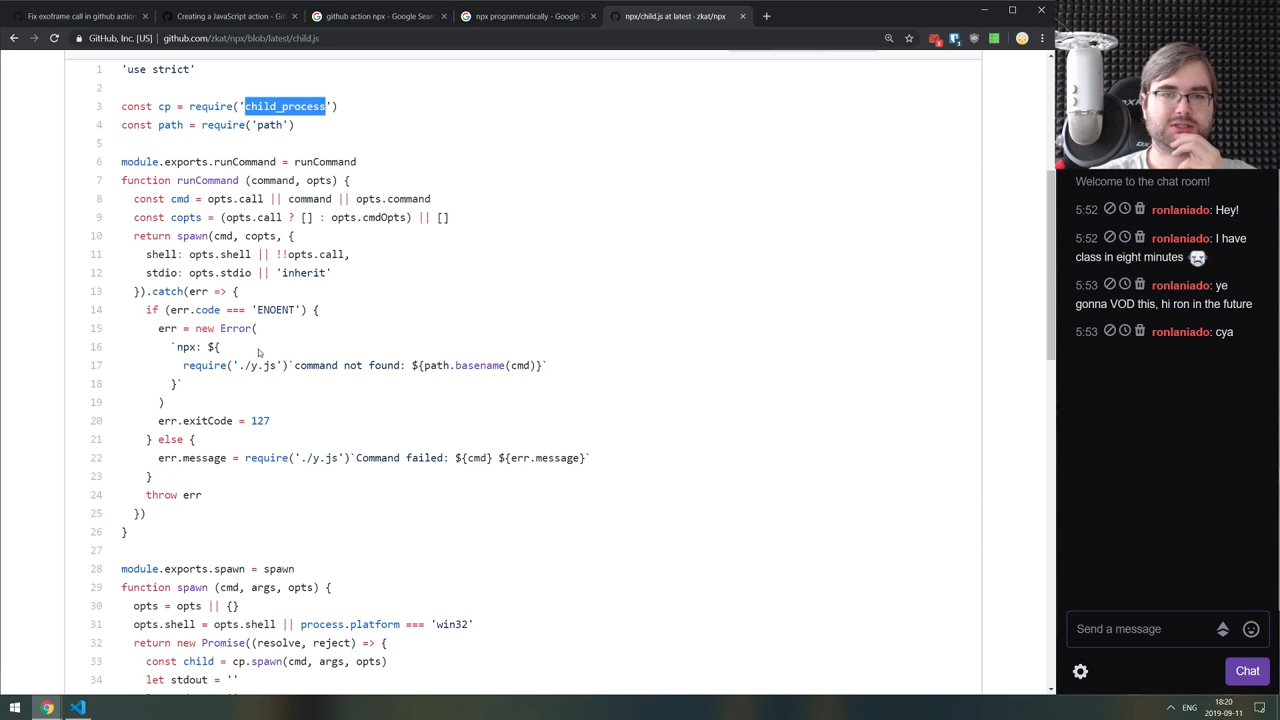 Fix exoframe call in github action
Creating a JavaScript action - Git
github action npx - Google Sear
npx programmatically - Google S
npx/child.js at latest · zkat/npx
GitHub, Inc. [US]
github.com/zkat/npx/blob/latest/child.js
1 'use strict'
2
3 const cp = require('child_process')
4 const path = require('path')
5
6 module.exports.runCommand = runCommand
7 function runCommand (command, opts) {
8 const cmd = opts.call || command || opts.command
9 const copts = (opts.call ? [] : opts.cmdOpts) || []
10 return spawn(cmd, copts, {
11 shell: opts.shell || !!opts.call,
12 stdio: opts.stdio || 'inherit'
13 }).catch(err => {
14 if (err.code === 'ENOENT') {
15 err = new Error(
16 `npx: ${
17 require('./y.js')`command not found: ${path.basename(cmd)}`
18 }`
19 )
20 err.exitCode = 127
21 } else {
22 err.message = require('./y.js')`Command failed: ${cmd} ${err.message}`
23 }
24 throw err
25 })
26 }
27
28 module.exports.spawn = spawn
29 function spawn (cmd, args, opts) {
30 opts = opts || {}
31 opts.shell = opts.shell || process.platform === 'win32'
32 return new Promise((resolve, reject) => {
33 const child = cp.spawn(cmd, args, opts)
34 let stdout = ''
Welcome to the chat room!
5:52 ronlaniado: Hey!
5:52 ronlaniado: I have
class in eight minutes
5:53 ronlaniado: ye
gonna VOD this, hi ron in the future
5:53 ronlaniado: cya
Send a message
Chat
ENG
18:20
2019-09-11